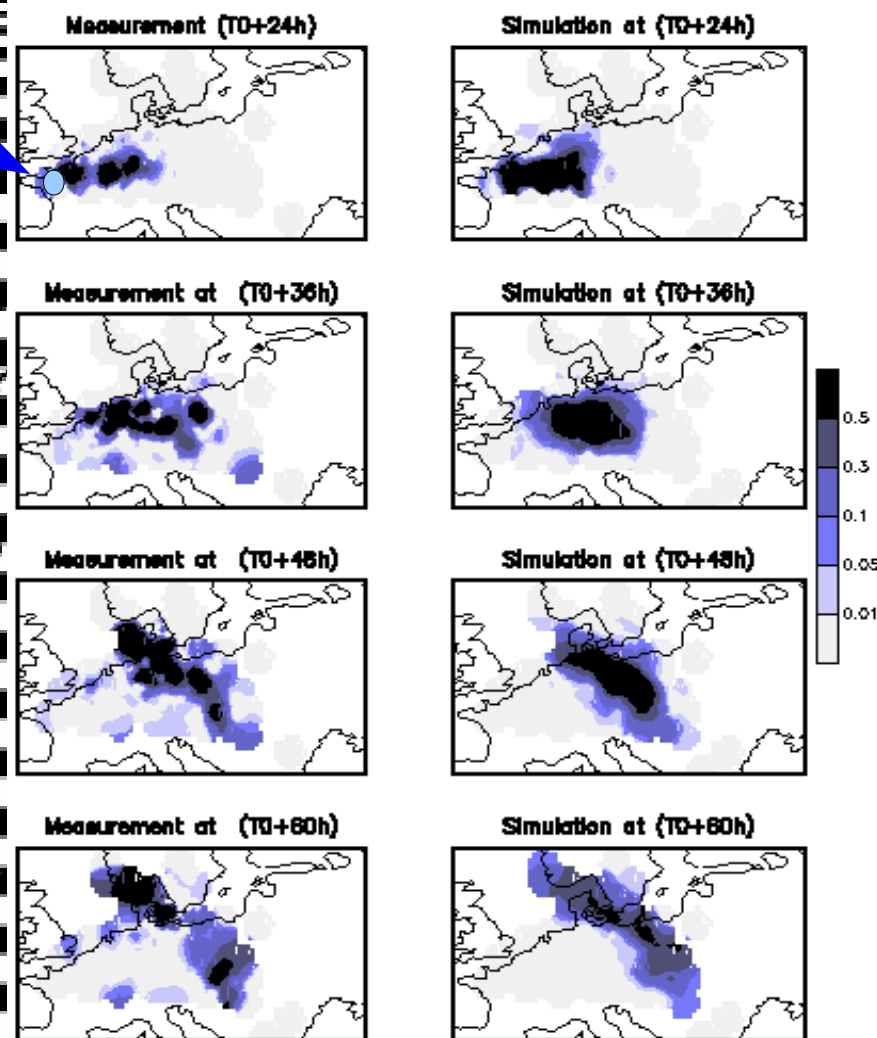 Measurement (T0+24h)
Simulation at (T0+24h)
Measurement at (T0+36h)
Simulation at (T0+36h)
0.5
0.3
0.1
0.05
0.01
Measurement at (T0+48h)
Simulation at (T0+48h)
Measurement at (T0+60h)
Simulation at (T0+60h)